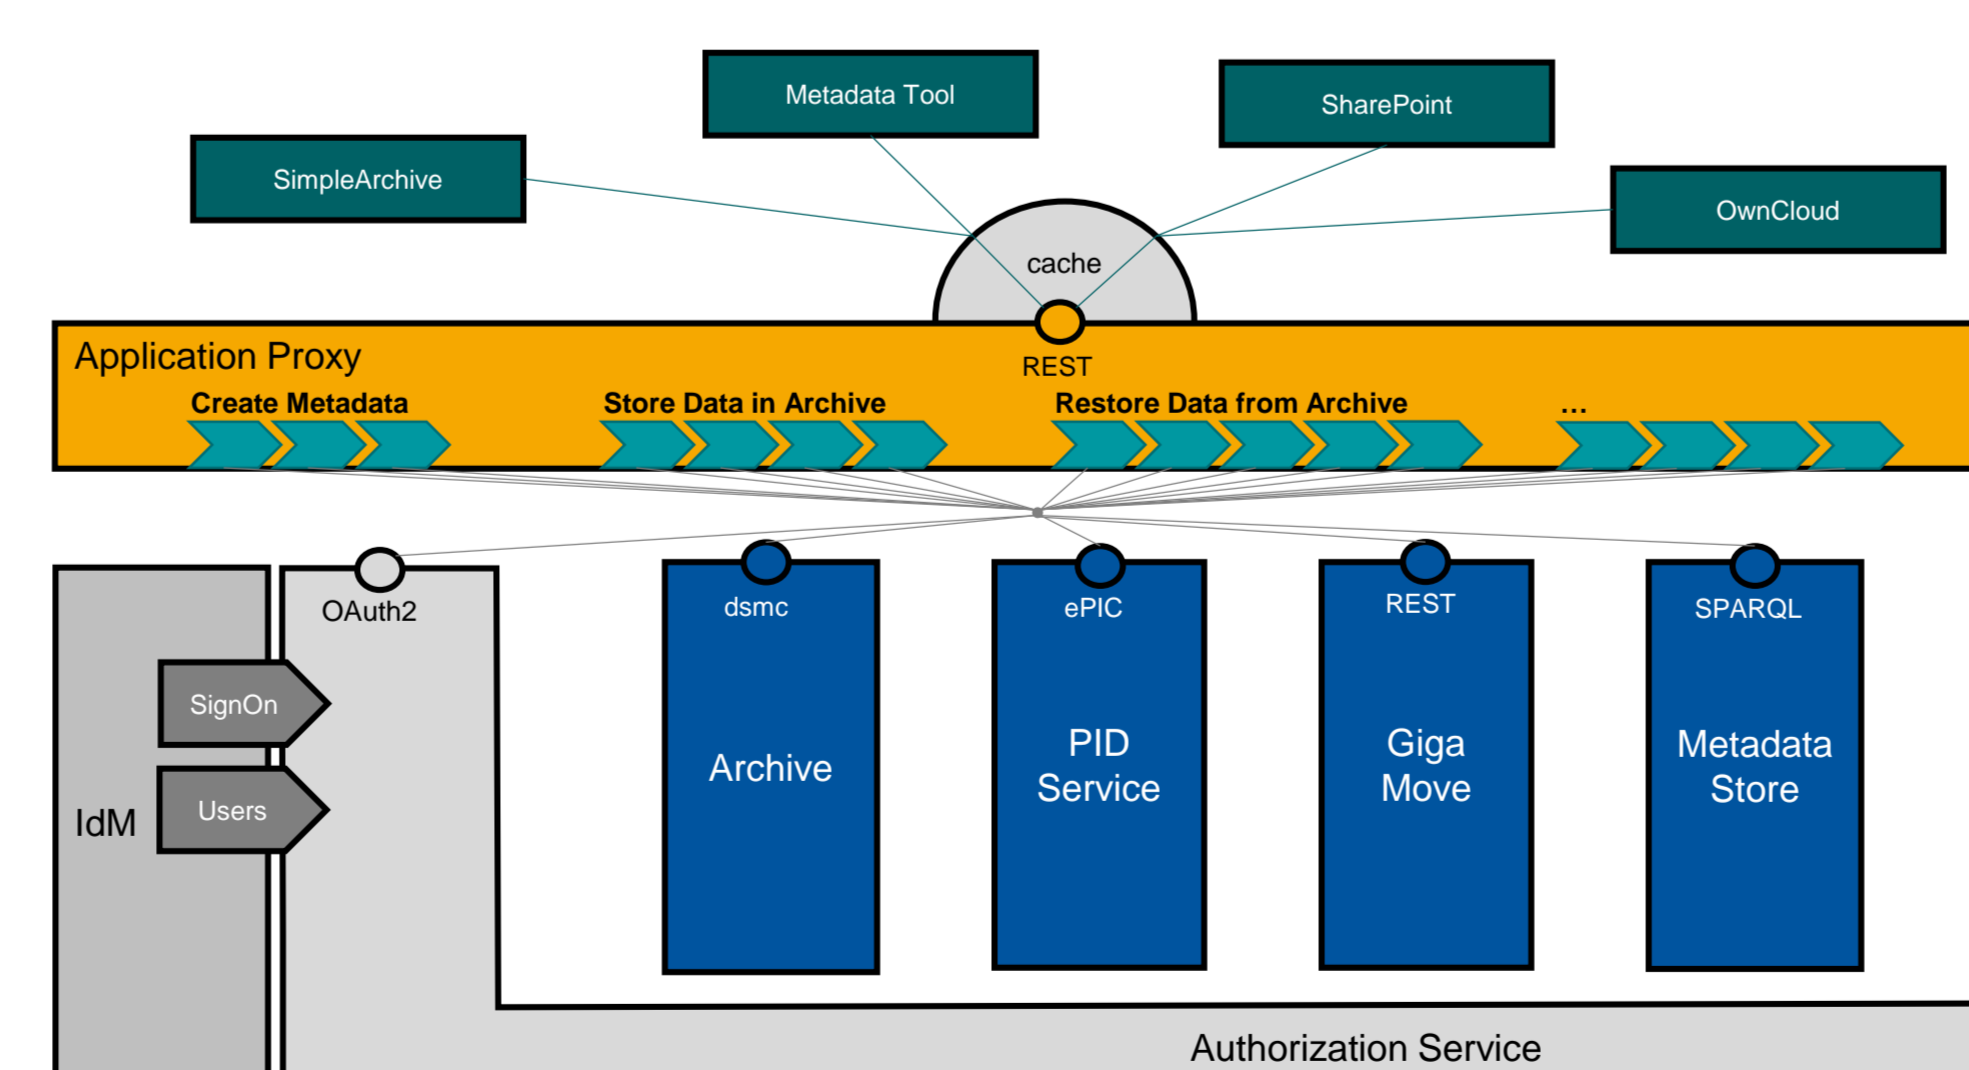 Metadata Tool
SharePoint
SimpleArchive
OwnCloud
cache
Application Proxy
REST
Create Metadata
Store Data in Archive
Restore Data from Archive
...
OAuth2
dsmc
ePIC
REST
SPARQL
SignOn
Users
IdM
Archive
PID
Service
Giga
Move
Metadata
Store
Authorization Service